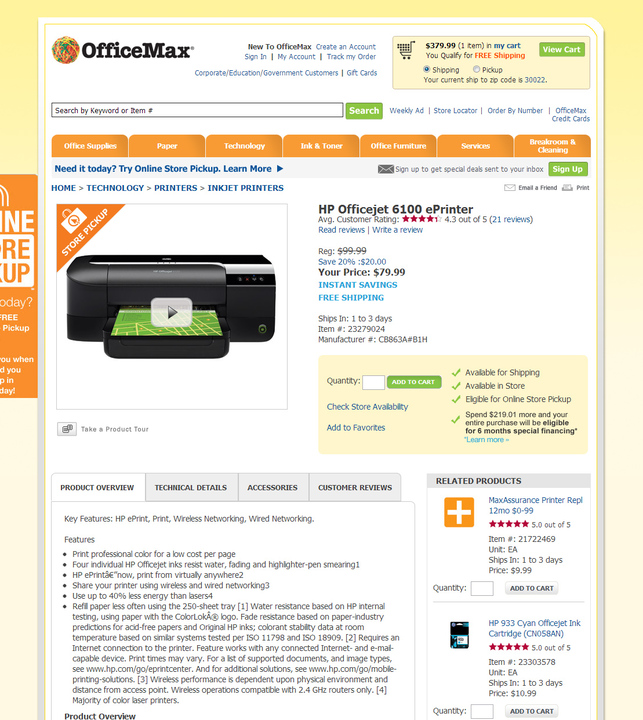 OfficeMax
New To OfficeMax Create an Account
Sign In | My Account | Track my Order
Corporate/Education/Government Customers | Gift Cards
$379.99 (1 item) in my cart
You Qualify for FREE Shipping
View Cart
Shipping Pickup
Your current ship to zip code is 30022.
Search by Keyword or Item #
Search
Weekly Ad | Store Locator | Order By Number | OfficeMax
Credit Cards
Office Supplies Paper Technology Ink & Toner Office Furniture Services Breakroom &
Cleaning
Need it today? Try Online Store Pickup. Learn More
Sign up to get special deals sent to your inbox
Sign Up
HOME > TECHNOLOGY > PRINTERS > INKJET PRINTERS
Email a Friend Print
NE
RE
KUP
oday?
FREE
Pickup
you when
d you
p in
day!
STORE PICKUP
Take a Product Tour
HP Officejet 6100 ePrinter
Avg. Customer Rating: 4.3 out of 5 (21 reviews)
Read reviews | Write a review
Reg: $99.99
Save 20% :$20.00
Your Price: $79.99
INSTANT SAVINGS
FREE SHIPPING
Ships In: 1 to 3 days
Item #: 23279024
Manufacturer #: CB863A#B1H
Quantity:
ADD TO CART
Check Store Availability
Add to Favorites
Available for Shipping
Available in Store
Eligible for Online Store Pickup
Spend $219.01 more and your
entire purchase will be eligible
for 6 months special financing*
*Learn more »
PRODUCT OVERVIEW TECHNICAL DETAILS ACCESSORIES CUSTOMER REVIEWS
Key Features: HP ePrint, Print, Wireless Networking, Wired Networking.
Features
Print professional color for a low cost per page
Four individual HP Officejet inks resist water, fading and highlighter-pen smearing1
HP ePrintâ€"now, print from virtually anywhere2
Share your printer using wireless and wired networking3
Use up to 40% less energy than lasers4
Refill paper less often using the 250-sheet tray [1] Water resistance based on HP internal
testing, using paper with the ColorLokÂ® logo. Fade resistance based on paper-industry
predictions for acid-free papers and Original HP inks; colorant stability data at room
temperature based on similar systems tested per ISO 11798 and ISO 18909. [2] Requires an
Internet connection to the printer. Feature works with any connected Internet- and e-mail-
capable device. Print times may vary. For a list of supported documents, and image types,
see www.hp.com/go/eprintcenter. And for additional solutions, see www.hp.com/go/mobile-
printing-solutions. [3] Wireless performance is dependent upon physical environment and
distance from access point. Wireless operations compatible with 2.4 GHz routers only. [4]
Majority of color laser printers.
Product Overview
RELATED PRODUCTS
MaxAssurance Printer Repl
12mo $0-99
5.0 out of 5
Item #: 21722469
Unit: EA
Ships In: 1 to 3 days
Price: $9.99
Quantity:
ADD TO CART
HP 933 Cyan Officejet Ink
Cartridge (CN058AN)
5.0 out of 5
Item #: 23303578
Unit: EA
Ships In: 1 to 3 days
Price: $10.99
Quantity:
ADD TO CART